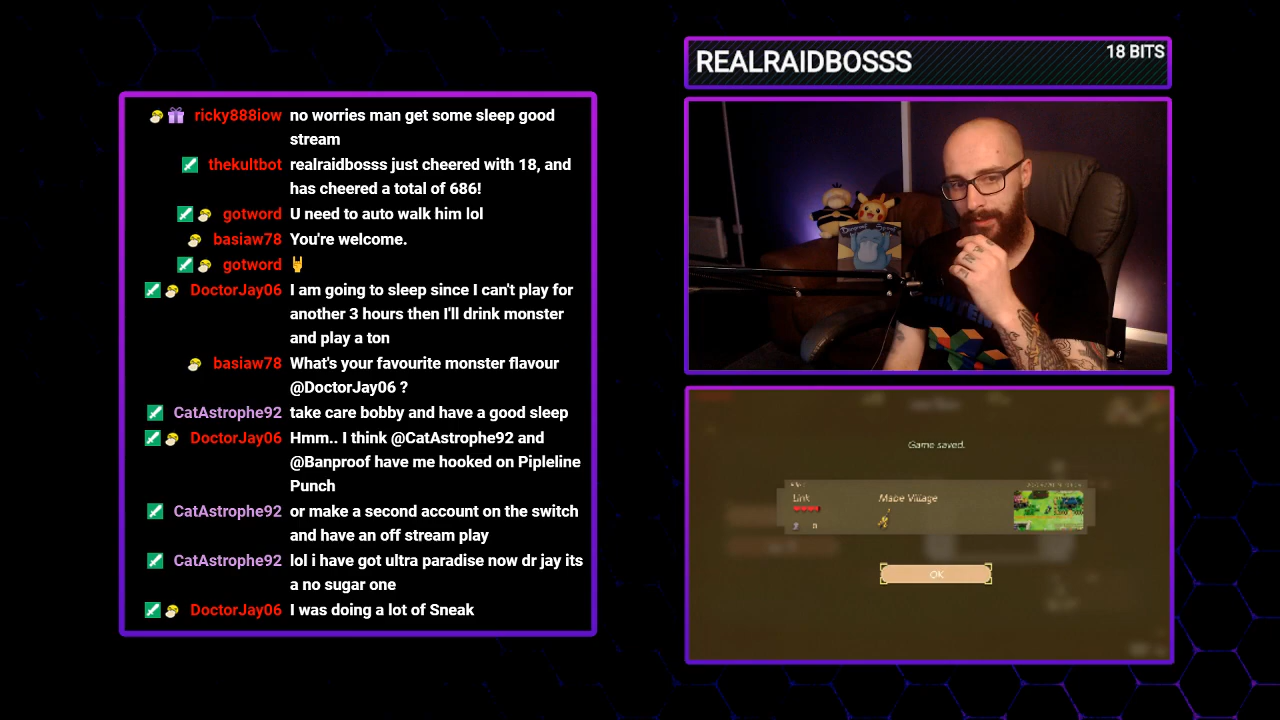 ricky888iow no worries man get some sleep good
stream
thekultbot realraidbosss just cheered with 18, and
has cheered a total of 686!
gotword U need to auto walk him lol
basiaw78 You're welcome.
gotword
DoctorJay06 I am going to sleep since I can't play for
another 3 hours then I'll drink monster
and play a ton
basiaw78 What's your favourite monster flavour
@DoctorJay06 ?
CatAstrophe92 take care bobby and have a good sleep
DoctorJay06 Hmm.. I think @CatAstrophe92 and
@Banproof have me hooked on Pipleline
Punch
CatAstrophe92 or make a second account on the switch
and have an off stream play
CatAstrophe92 lol i have got ultra paradise now dr jay its
a no sugar one
DoctorJay06 I was doing a lot of Sneak
REALRAIDBOSSS 18 BITS
Game saved.
Link Mabe Village
OK